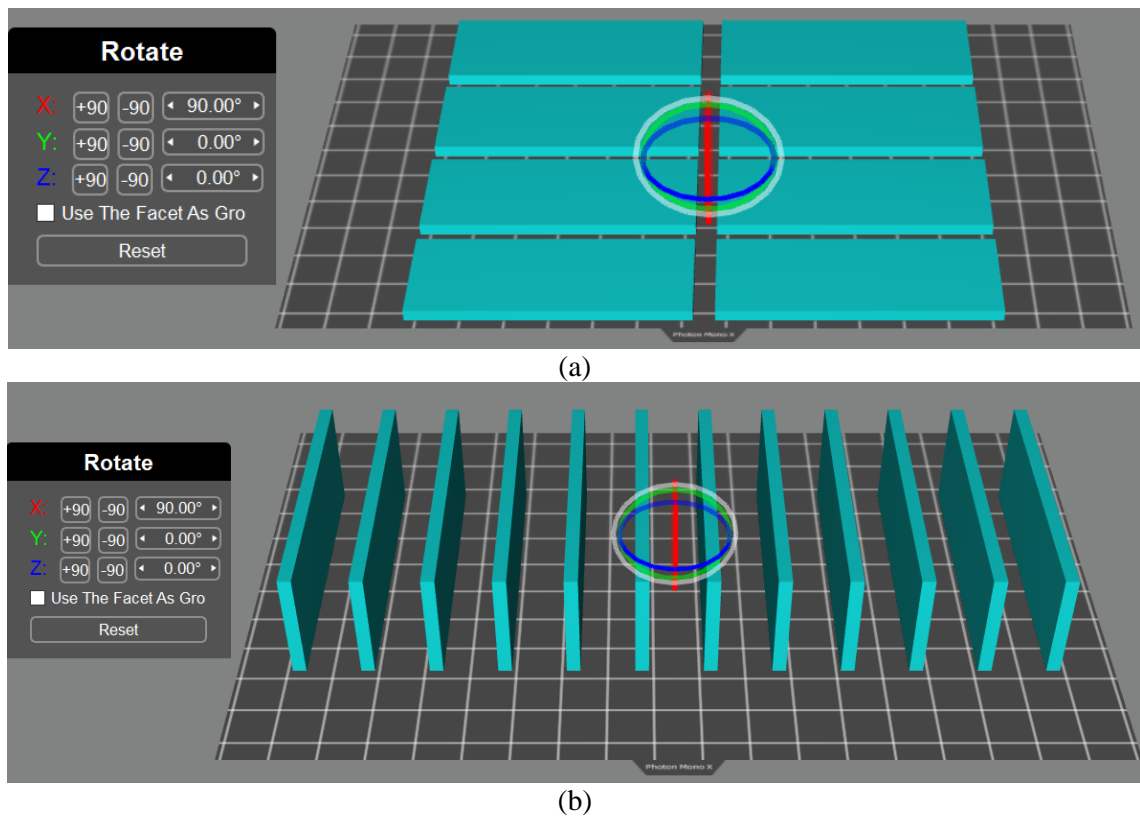 Rotate
X: +90 -90 90.00°
Y: +90 -90 0.00°
Z: +90 -90 0.00°
Use The Facet As Gro
Reset
Photon Mono X
(a)
Rotate
X: +90 -90 90.00°
Y: +90 -90 0.00°
Z: +90 -90 0.00°
Use The Facet As Gro
Reset
Photon Mono X
(b)